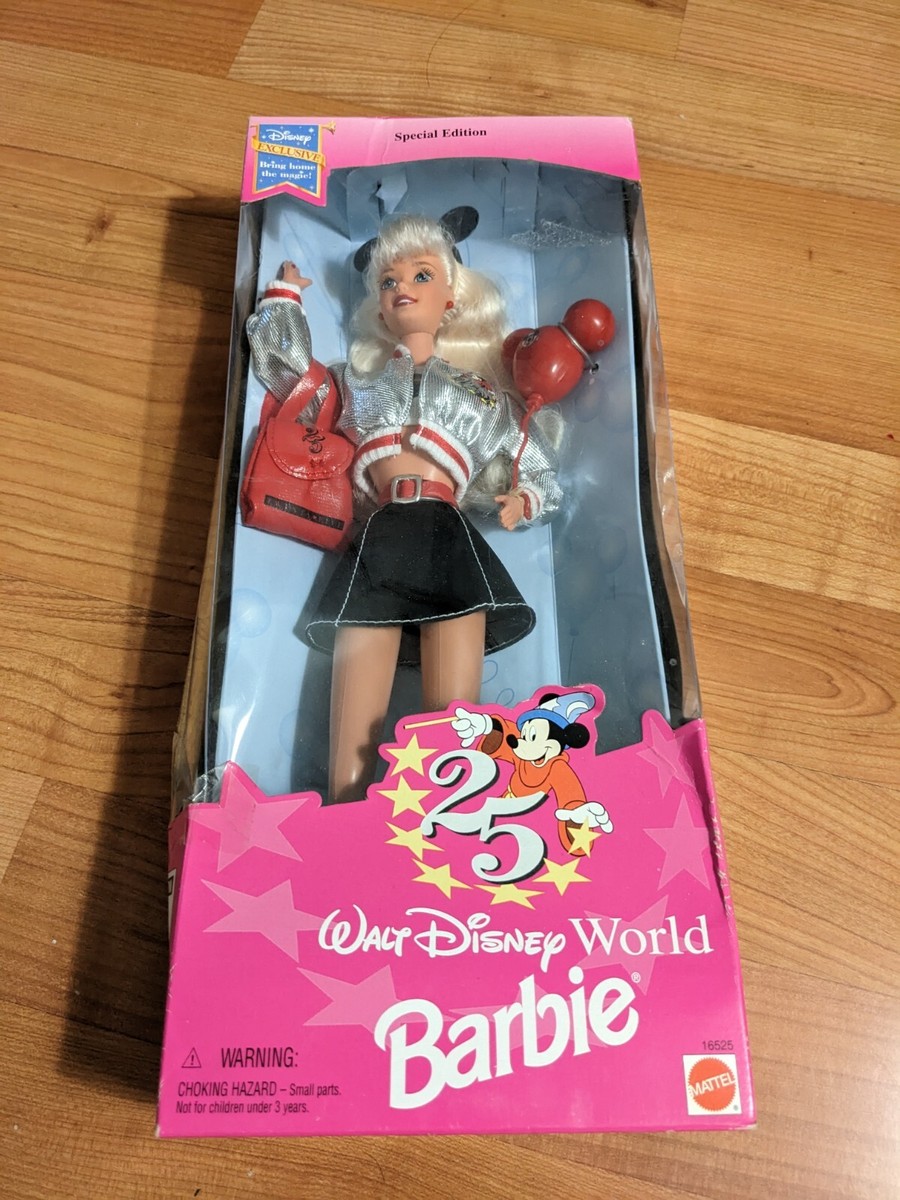 Disney
EXCLUSIVE
Bring home
the magic!
Special Edition
25
WALT DISNEY World
Barbie®
⚠ WARNING:
CHOKING HAZARD – Small parts.
Not for children under 3 years.
16525
MATTEL
®